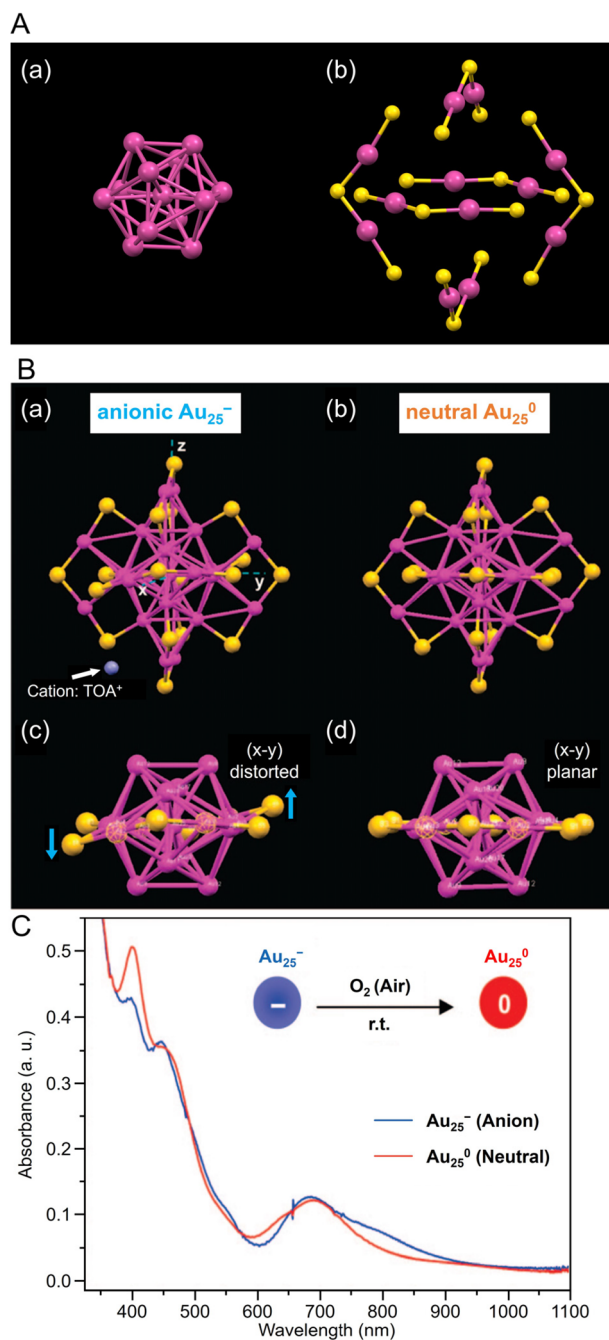 A
(a)
(b)
B
(a)
anionic Au₂₅⁻
(b)
neutral Au₂₅⁰
z
y
x
Cation: TOA⁺
(c)
(x-y)
distorted
(d)
(x-y)
planar
C
Au₂₅⁻
Au₂₅⁰
–
O₂ (Air)
r.t.
0
Au₂₅⁻ (Anion)
Au₂₅⁰ (Neutral)
Absorbance (a. u.)
0.5
0.4
0.3
0.2
0.1
0.0
400 500 600 700 800 900 1000 1100
Wavelength (nm)